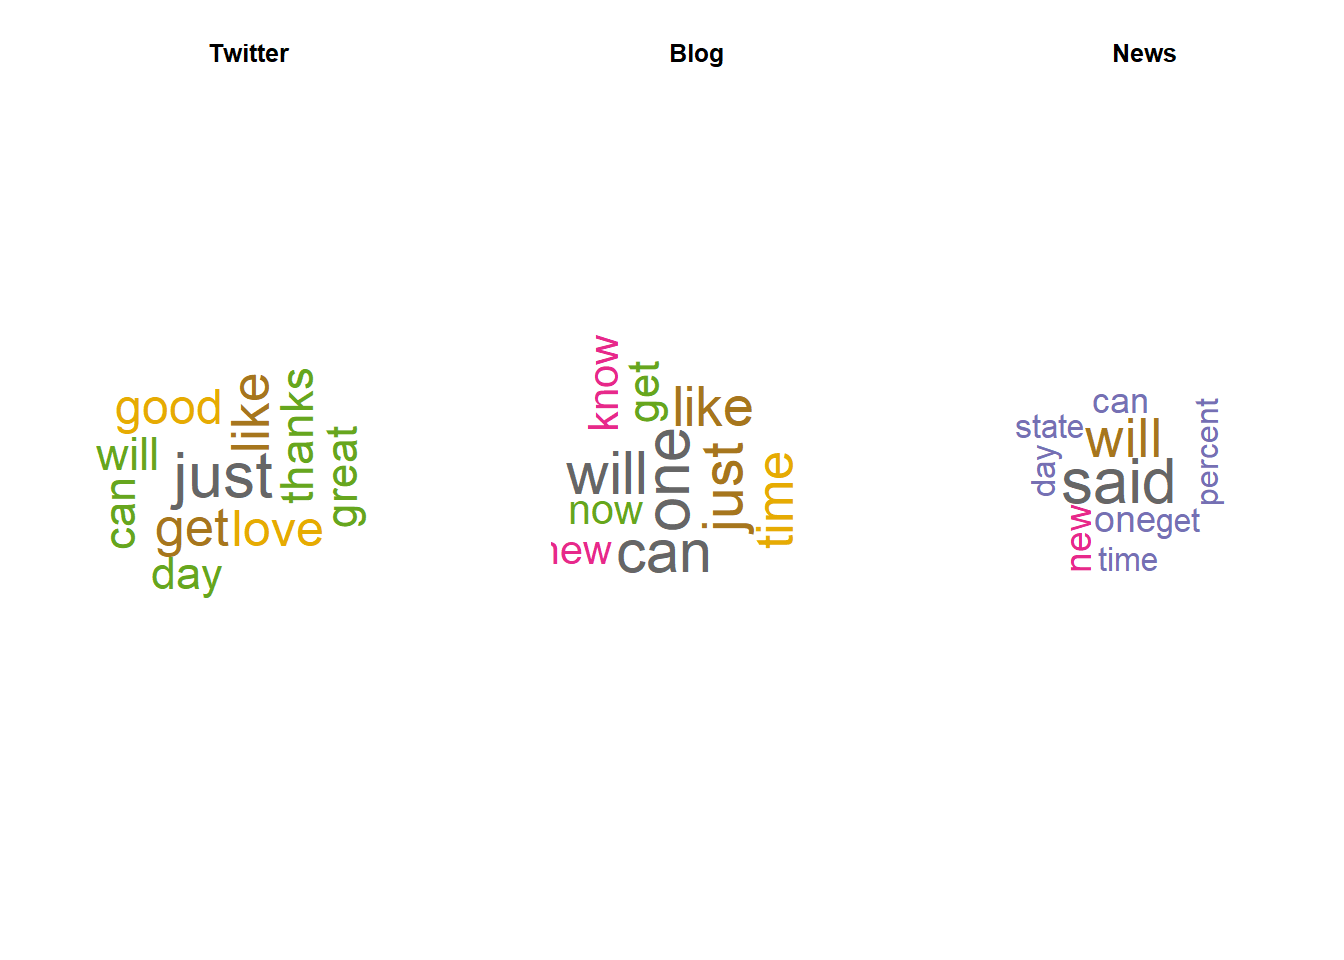 Twitter
Blog
News
good
like
thanks
will
just
great
can
get
love
day
know
get
like
will
one
just
time
now
new
can
can
state
will
percent
day
said
new
one
get
time